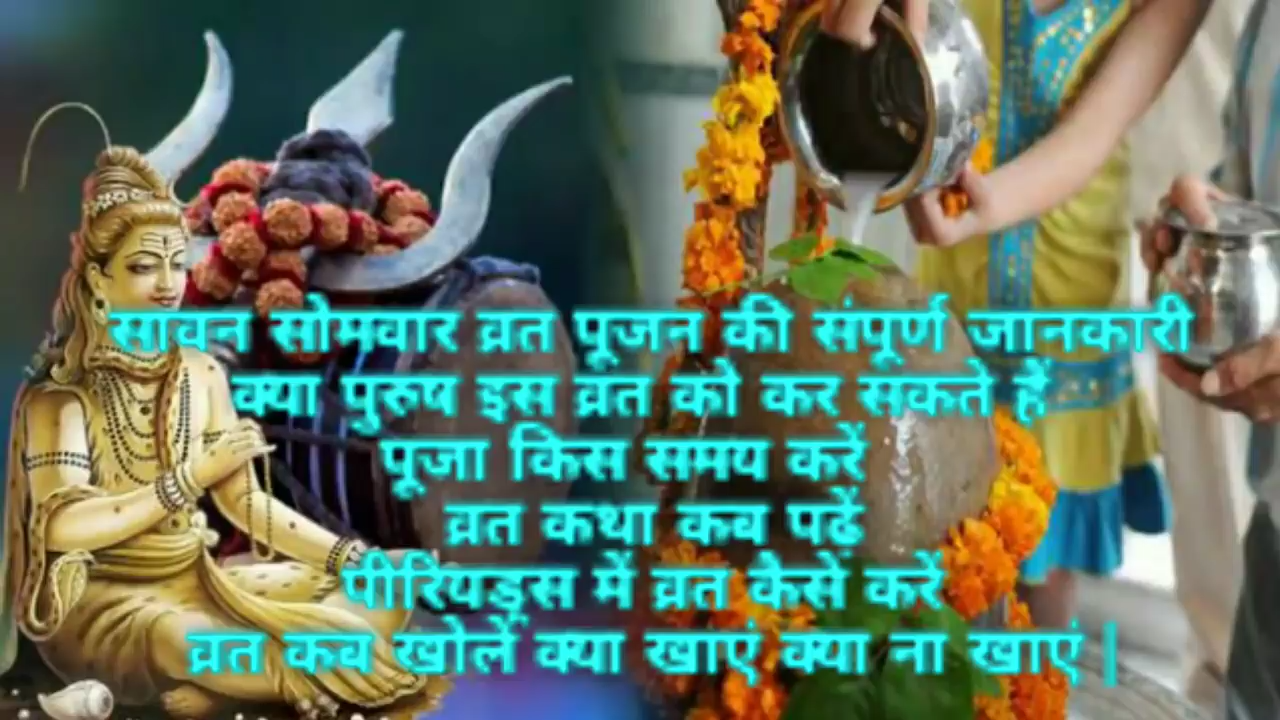 सावन सोमवार व्रत पूजन की संपूर्ण जानकारी
क्या पुरुष इस व्रत को कर सकते हैं
पूजा किस समय करें
व्रत कथा कब पढें
पीरियड्स में व्रत कैसे करें
व्रत कब खोलें क्या खाएं क्या ना खाएं |